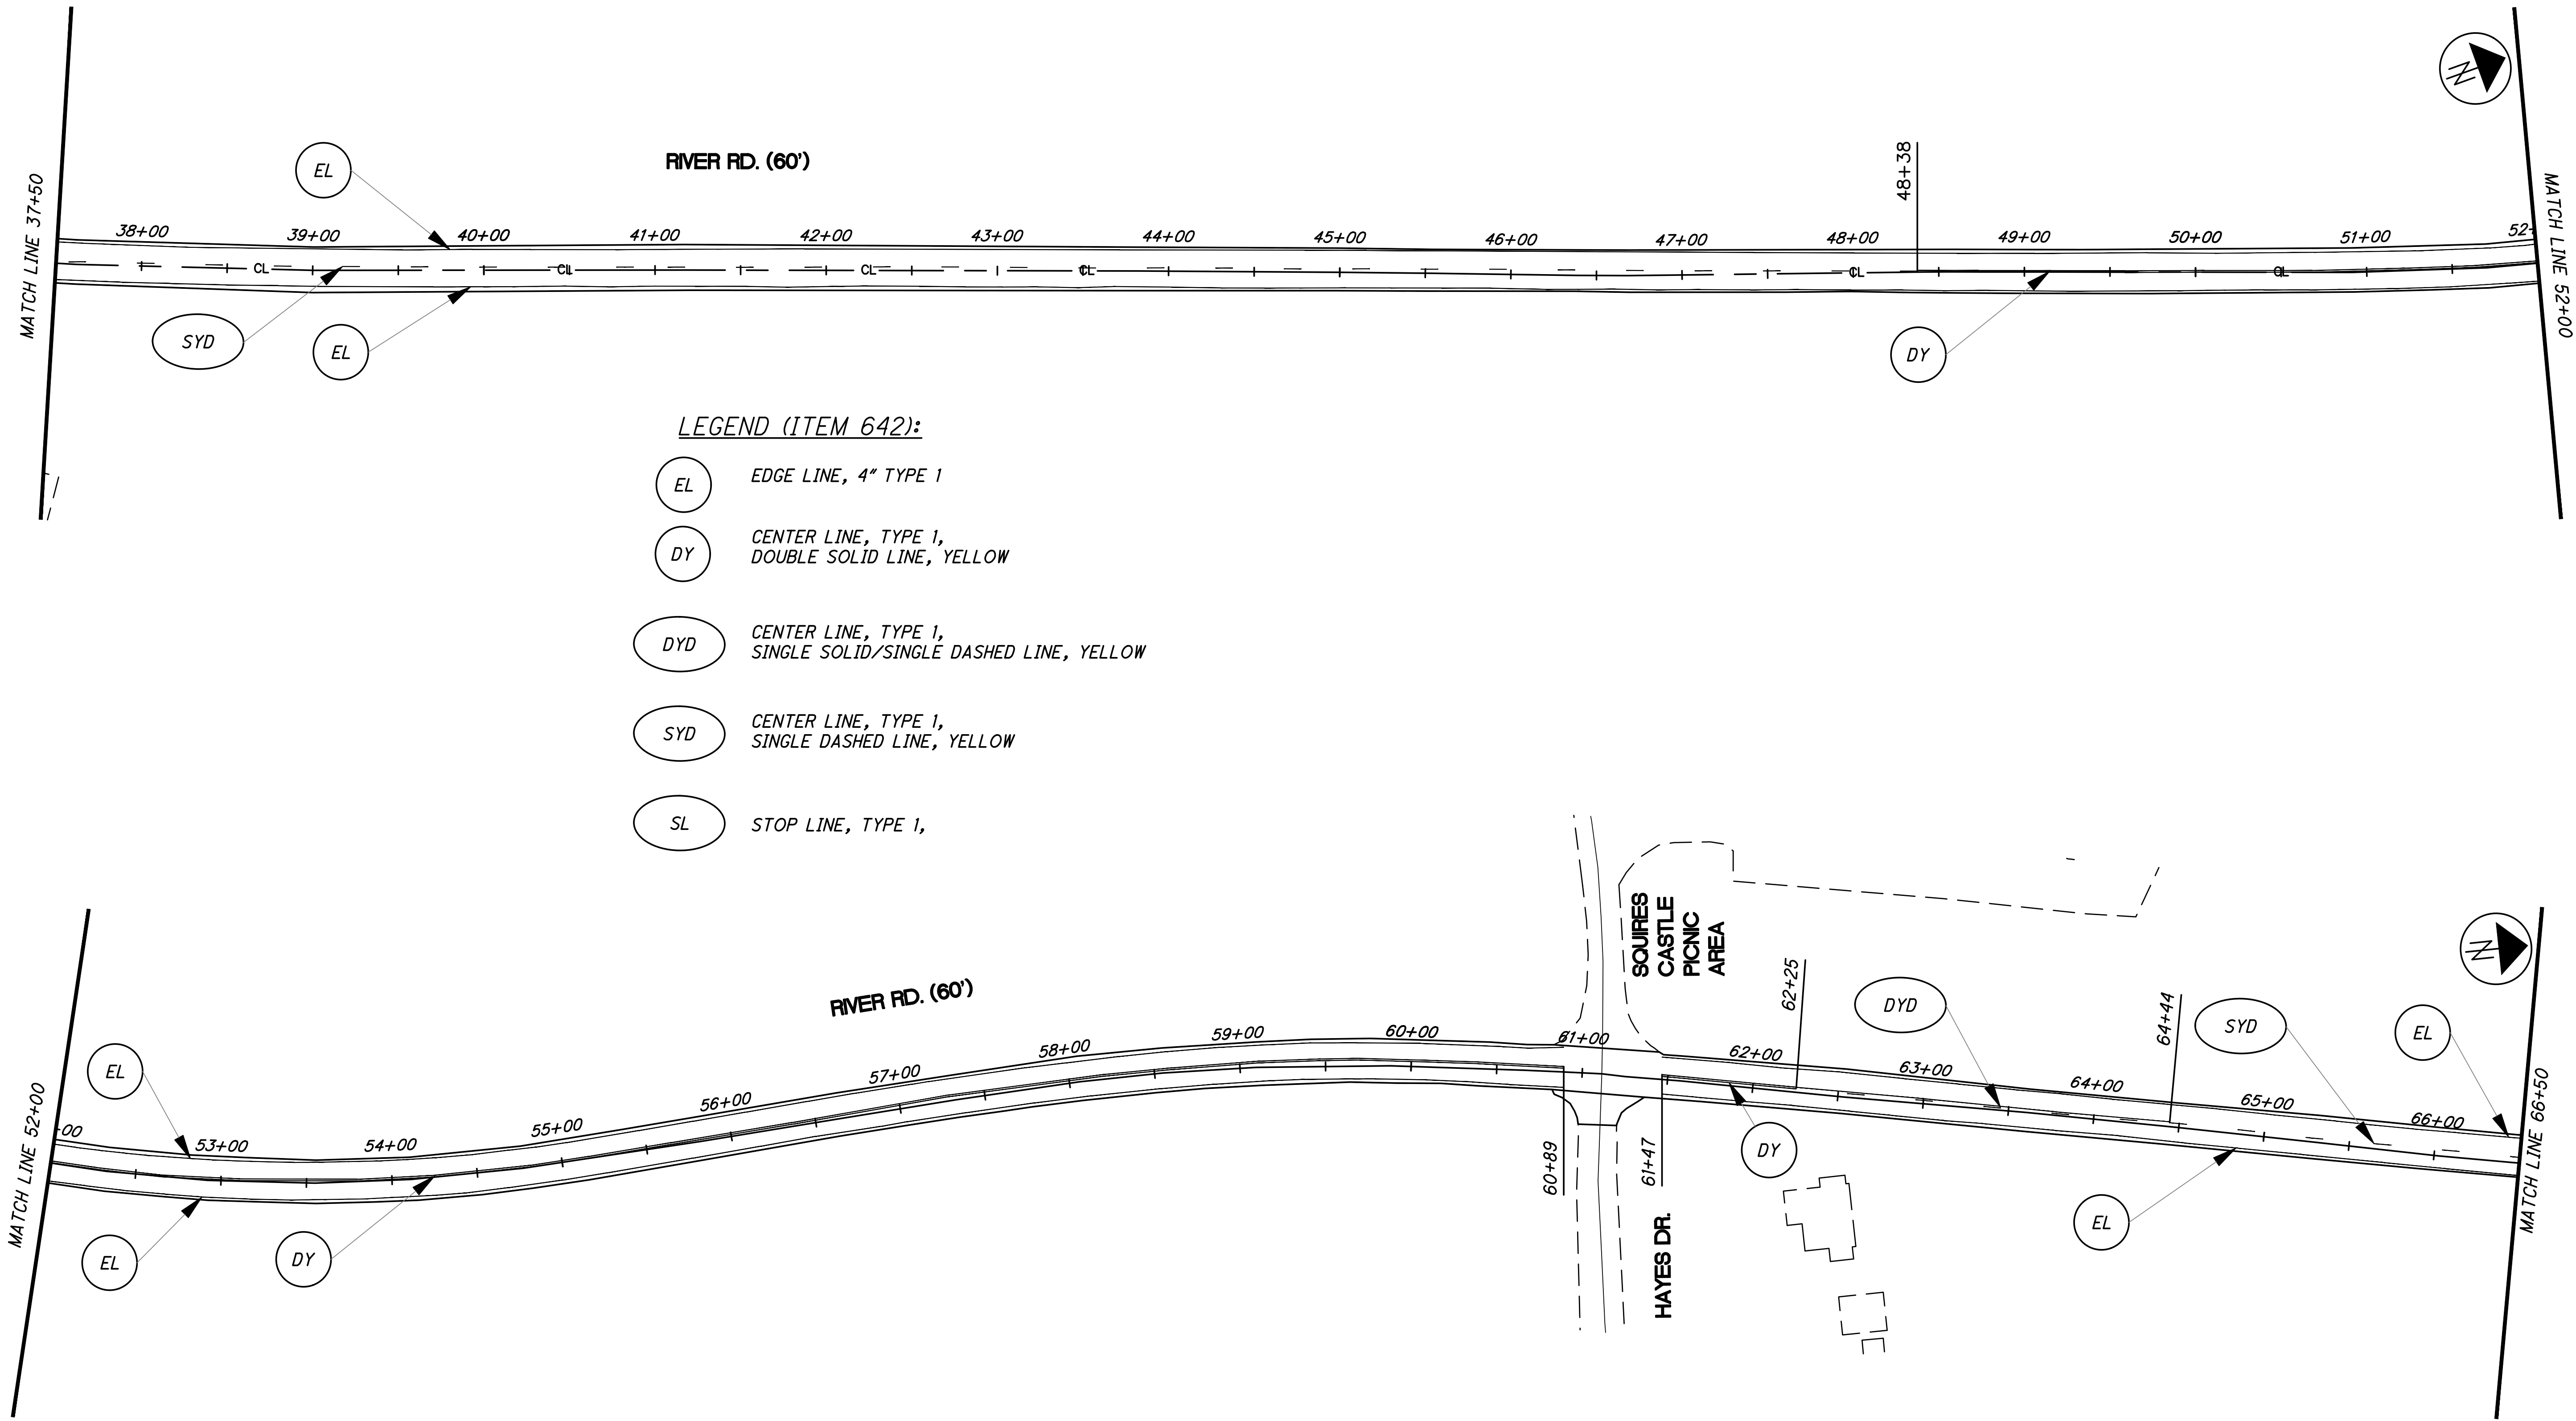 MATCH LINE 37+50
EL
RIVER RD. (60')
48+38
N
MATCH LINE 52+00
38+00
39+00
40+00
41+00
42+00
43+00
44+00
45+00
46+00
47+00
48+00
49+00
50+00
51+00
52+
CL
CL
CL
CL
CL
CL
SYD
EL
DY
LEGEND (ITEM 642):
EL EDGE LINE, 4" TYPE 1
DY CENTER LINE, TYPE 1,
DOUBLE SOLID LINE, YELLOW
DYD CENTER LINE, TYPE 1,
SINGLE SOLID/SINGLE DASHED LINE, YELLOW
SYD CENTER LINE, TYPE 1,
SINGLE DASHED LINE, YELLOW
SL STOP LINE, TYPE 1,
SQUIRES
CASTLE
PICNIC
AREA
N
RIVER RD. (60')
62+25
DYD
64+44
SYD
EL
MATCH LINE 52+00
EL
+00
53+00
54+00
55+00
56+00
57+00
58+00
59+00
60+00
61+00
62+00
63+00
64+00
65+00
66+00
MATCH LINE 66+50
60+89
61+47
DY
EL
EL
DY
HAYES DR.